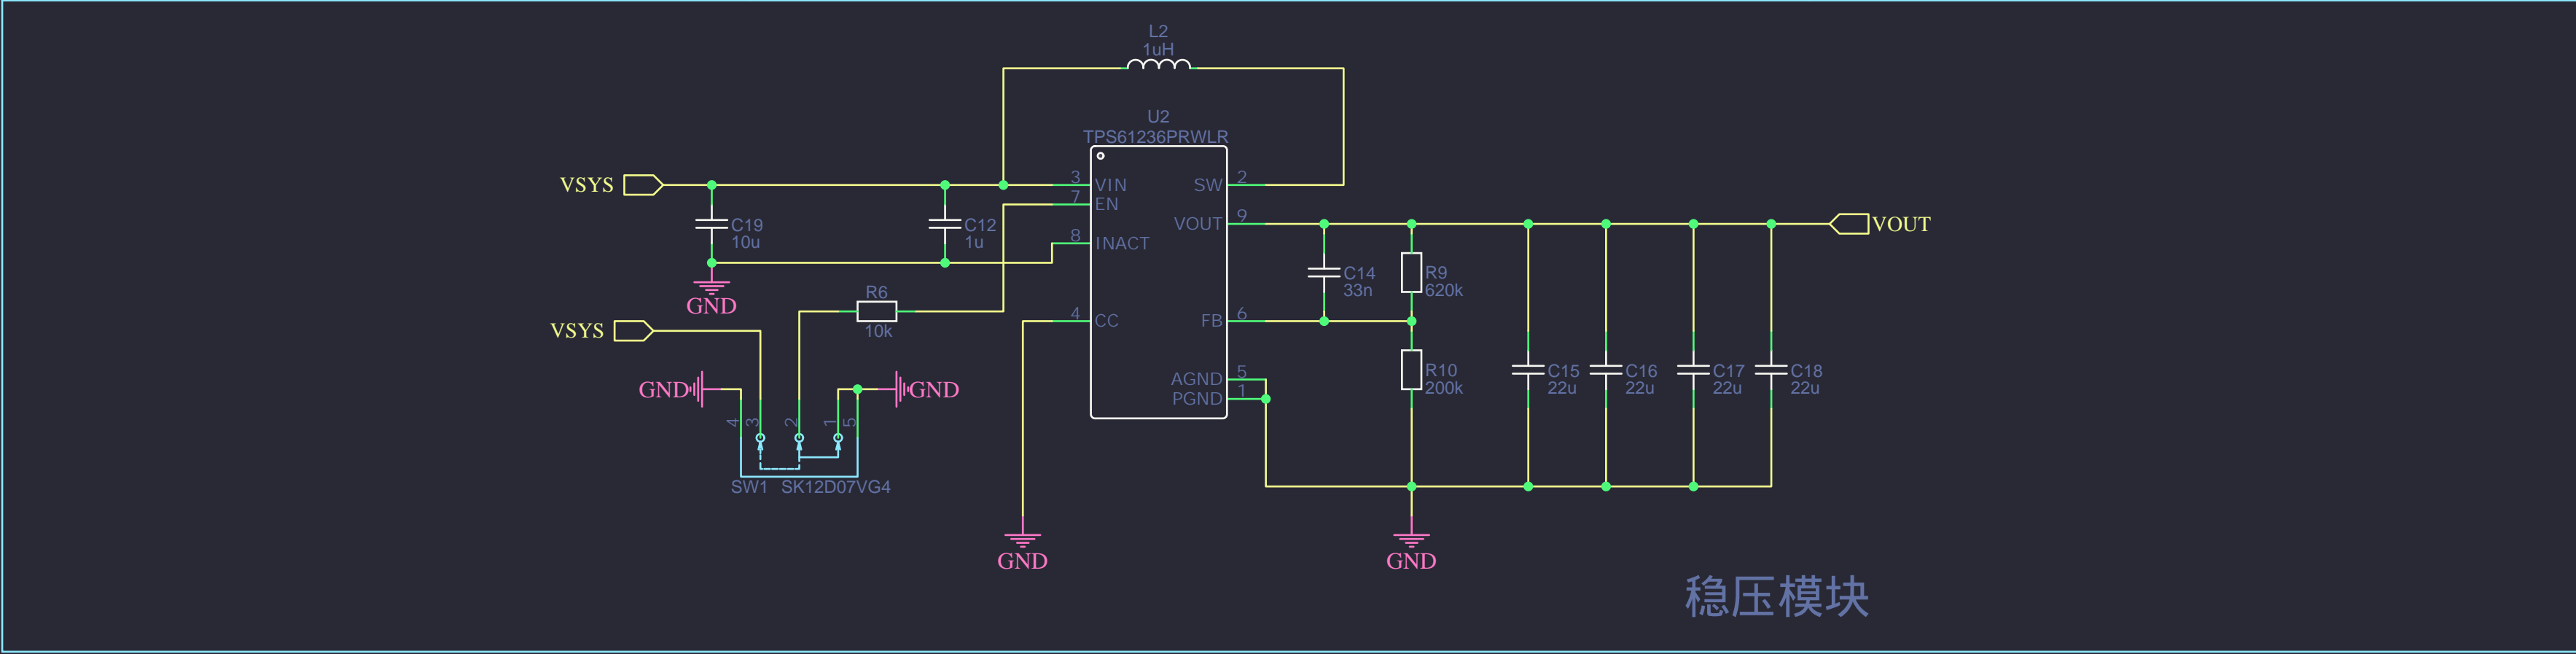 L2
1uH
U2
TPS61236PRWLR
VSYS
3
VIN
7
EN
8
INACT
4
CC
SW
2
VOUT
9
FB
6
AGND
5
PGND
1
VOUT
C19
10u
C12
1u
GND
R6
10k
VSYS
GND
GND
4
3
2
1
5
SW1
SK12D07VG4
C14
33n
R9
620k
R10
200k
C15
22u
C16
22u
C17
22u
C18
22u
GND
GND
稳压模块